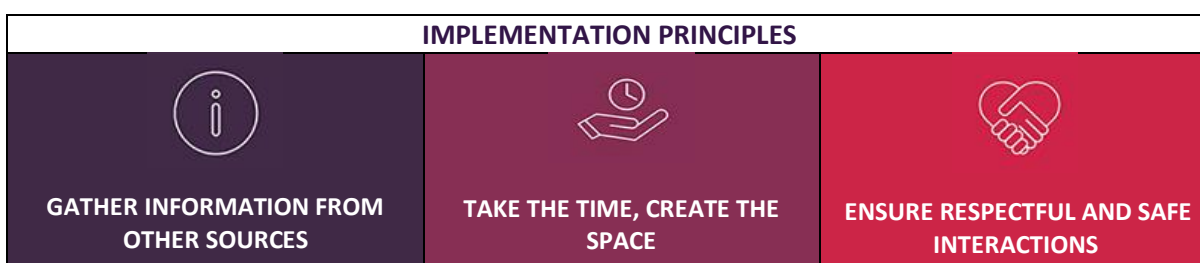 IMPLEMENTATION PRINCIPLES
GATHER INFORMATION FROM
OTHER SOURCES
TAKE THE TIME, CREATE THE
SPACE
ENSURE RESPECTFUL AND SAFE
INTERACTIONS